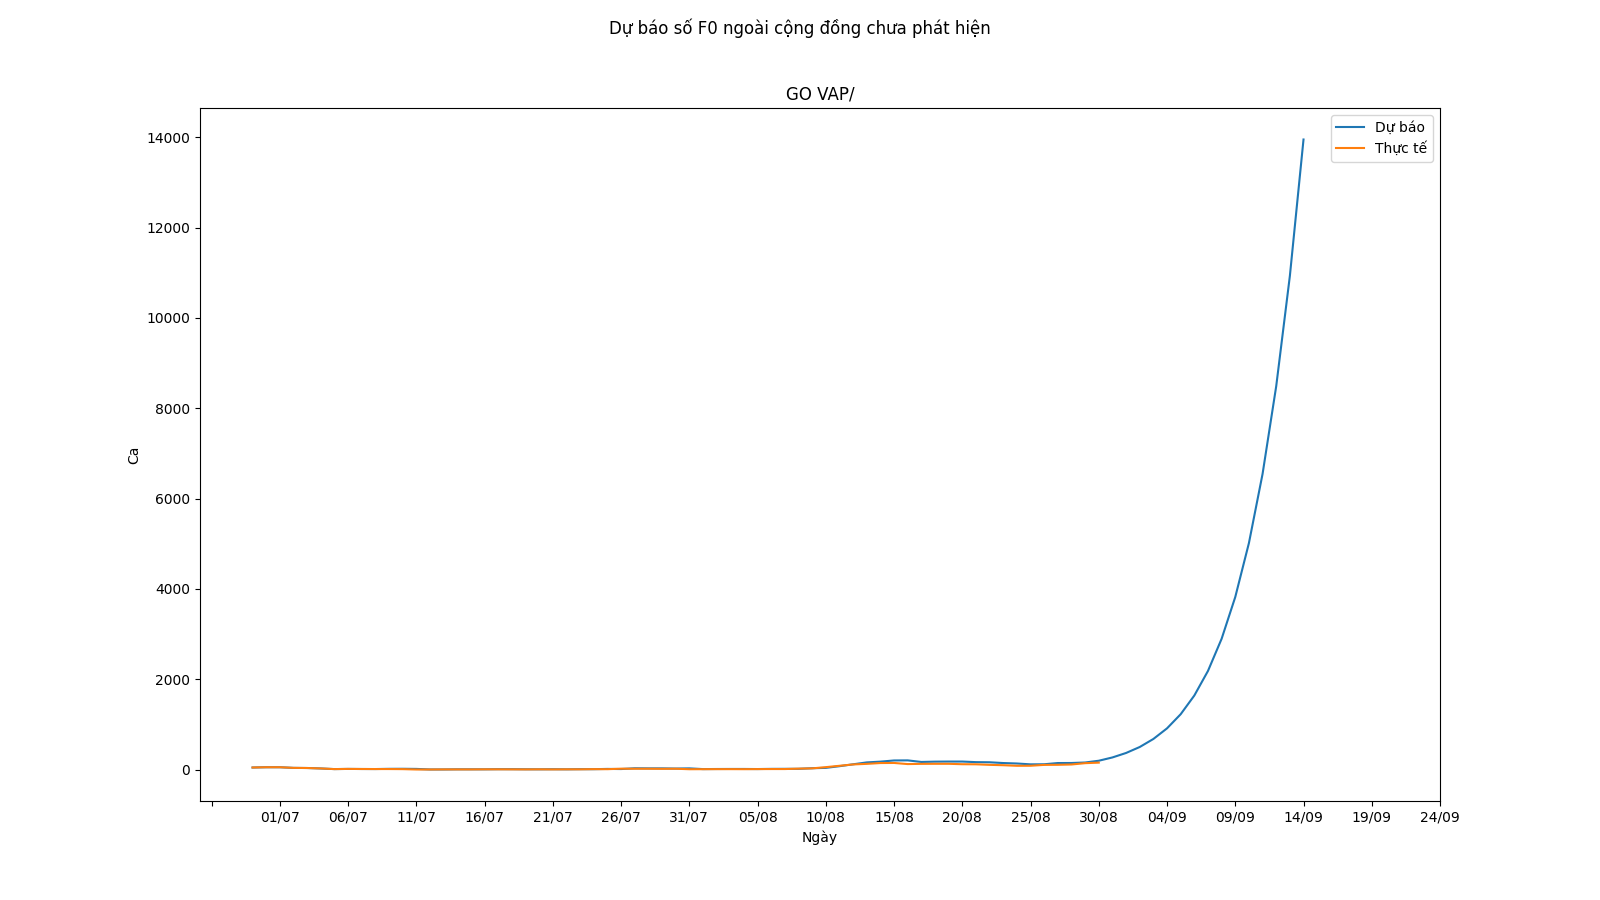 Dự báo số F0 ngoài cộng đồng chưa phát hiện
GO VAP/
Dự báo
Thực tế
14000
12000
10000
8000
6000
4000
2000
0
Ca
01/07 06/07 11/07 16/07 21/07 26/07 31/07 05/08 10/08 15/08 20/08 25/08 30/08 04/09 09/09 14/09 19/09 24/09
Ngày